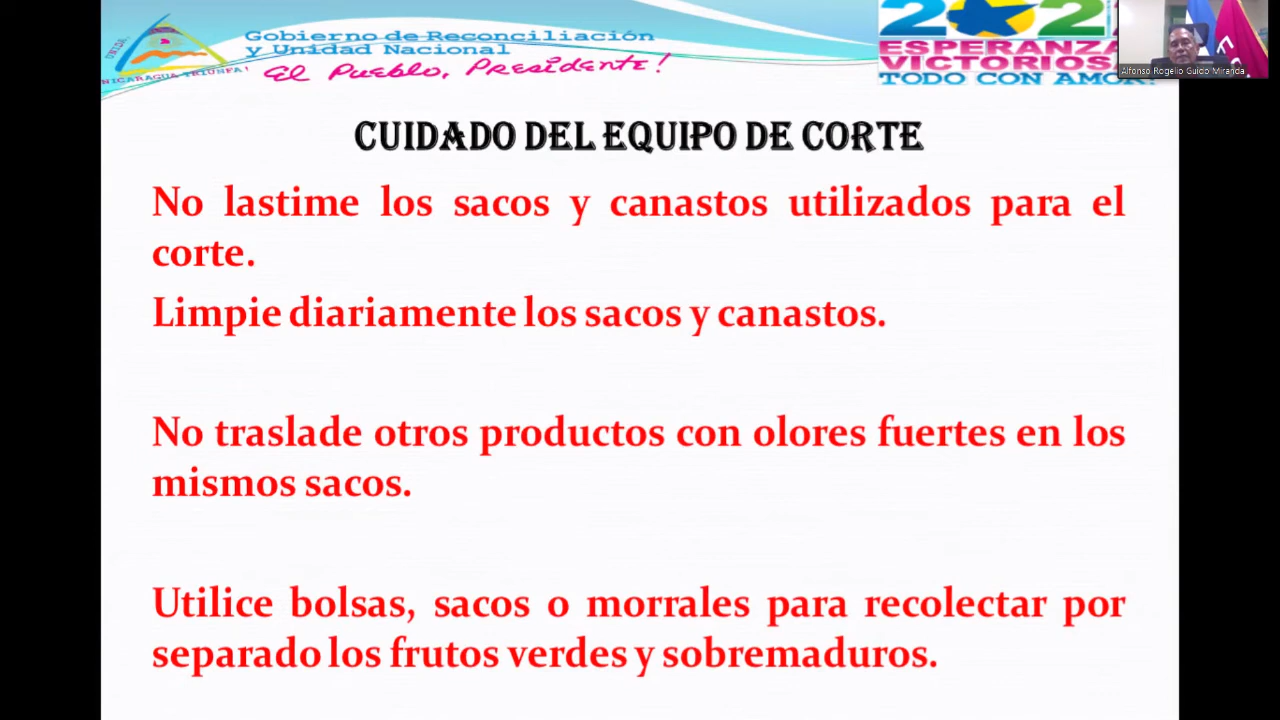 UNIDA,
NICARAGUA TRIUNFA!
Gobierno de Reconciliación
y Unidad Nacional
El Pueblo, Presidente!
202
ESPERANZA
VICTORIOS
TODO CON AMOR!
Alfonso Rogelio Guido Miranda
CUIDADO DEL EQUIPO DE CORTE
No lastime los sacos y canastos utilizados para el
corte.
Limpie diariamente los sacos y canastos.
No traslade otros productos con olores fuertes en los
mismos sacos.
Utilice bolsas, sacos o morrales para recolectar por
separado los frutos verdes y sobremaduros.